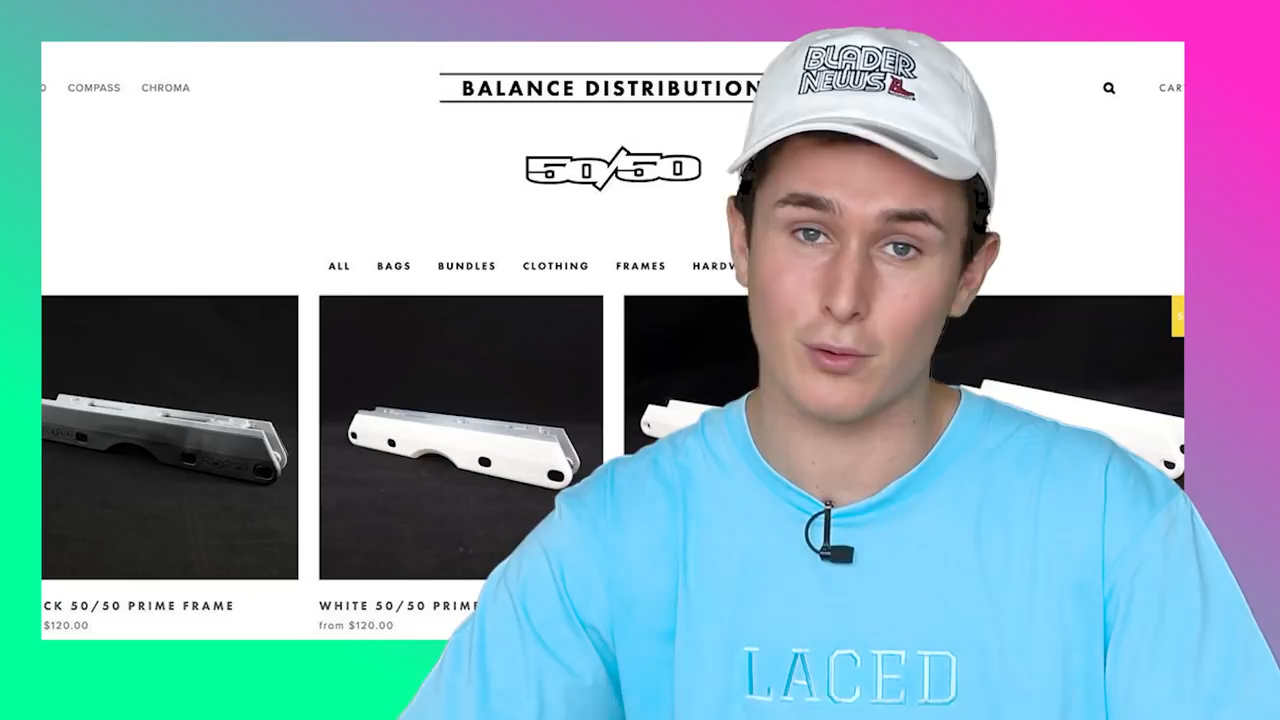 COMPASS CHROMA
BALANCE DISTRIBUTION
50/50
ALL BAGS BUNDLES CLOTHING FRAMES
CK 50/50 PRIME FRAME
$120.00
WHITE 50/50 PRIME
from $120.00
BLADER
NEWS
LACED